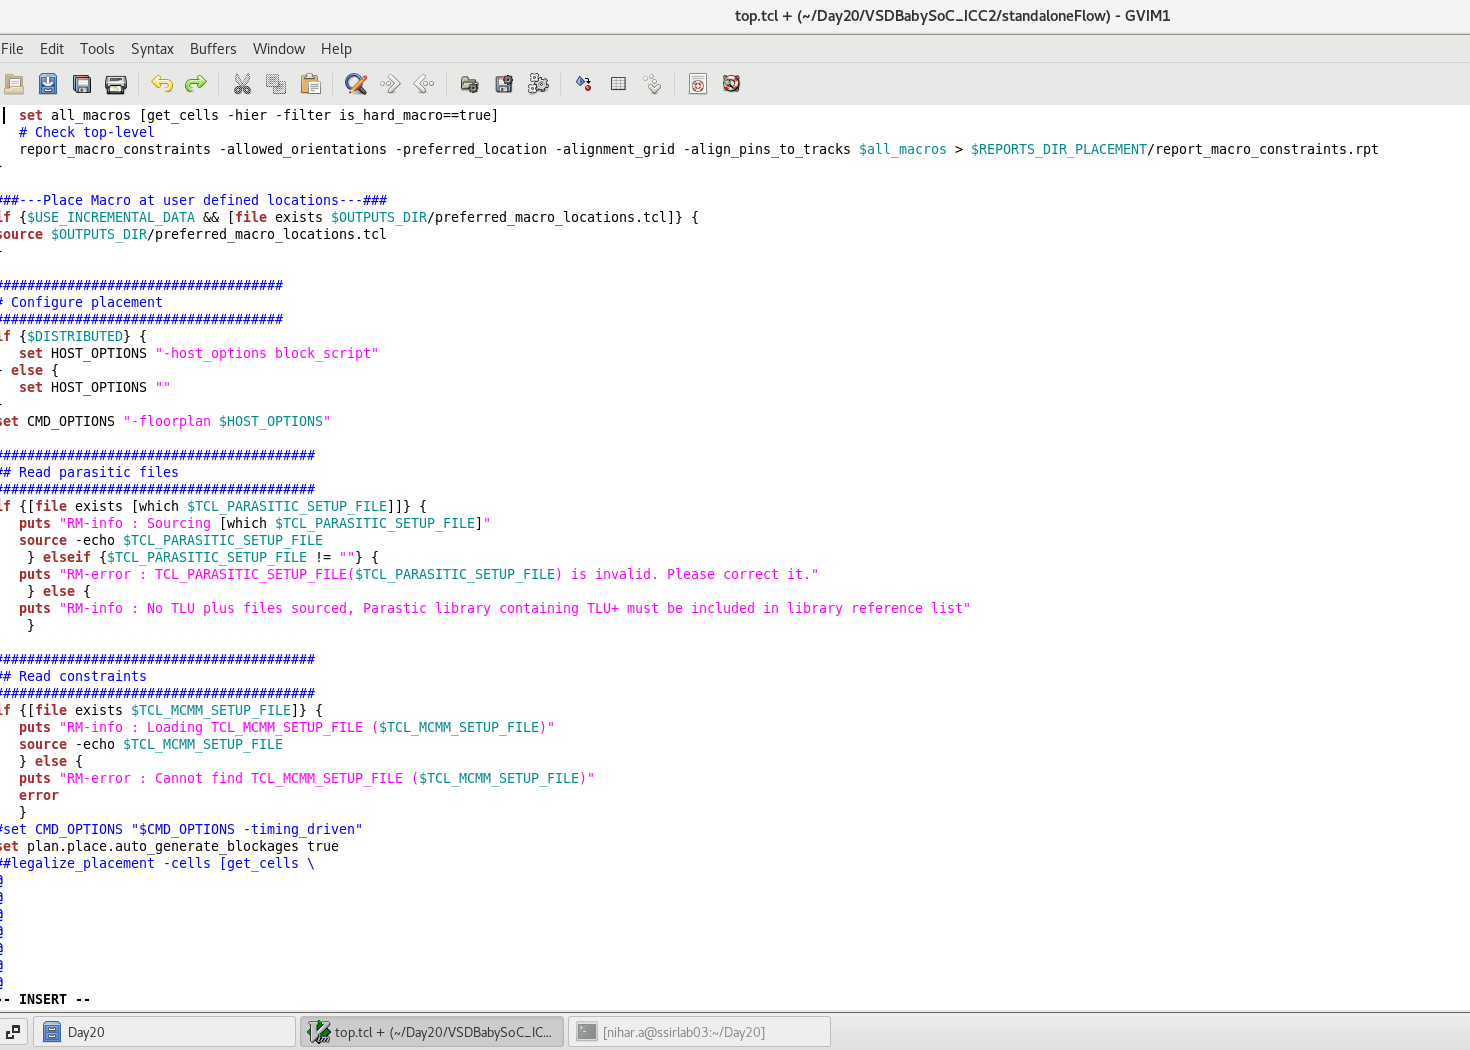 top.tcl + (~/Day20/VSDBabySoC_ICC2/standaloneFlow) - GVIM1
File Edit Tools Syntax Buffers Window Help
set all_macros [get_cells -hier -filter is_hard_macro==true]
# Check top-level
report_macro_constraints -allowed_orientations -preferred_location -alignment_grid -align_pins_to_tracks $all_macros > $REPORTS_DIR_PLACEMENT/report_macro_constraints.rpt
}
###---Place Macro at user defined locations---###
if {$USE_INCREMENTAL_DATA && [file exists $OUTPUTS_DIR/preferred_macro_locations.tcl]} {
source $OUTPUTS_DIR/preferred_macro_locations.tcl
}
####################################
# Configure placement
####################################
if {$DISTRIBUTED} {
set HOST_OPTIONS "-host_options block_script"
} else {
set HOST_OPTIONS ""
}
set CMD_OPTIONS "-floorplan $HOST_OPTIONS"
########################################
## Read parasitic files
########################################
if {[file exists [which $TCL_PARASITIC_SETUP_FILE]]} {
puts "RM-info : Sourcing [which $TCL_PARASITIC_SETUP_FILE]"
source -echo $TCL_PARASITIC_SETUP_FILE
} elseif {$TCL_PARASITIC_SETUP_FILE != ""} {
puts "RM-error : TCL_PARASITIC_SETUP_FILE($TCL_PARASITIC_SETUP_FILE) is invalid. Please correct it."
} else {
puts "RM-info : No TLU plus files sourced, Parastic library containing TLU+ must be included in library reference list"
}
########################################
## Read constraints
########################################
if {[file exists $TCL_MCMM_SETUP_FILE]} {
puts "RM-info : Loading TCL_MCMM_SETUP_FILE ($TCL_MCMM_SETUP_FILE)"
source -echo $TCL_MCMM_SETUP_FILE
} else {
puts "RM-error : Cannot find TCL_MCMM_SETUP_FILE ($TCL_MCMM_SETUP_FILE)"
error
}
#set CMD_OPTIONS "$CMD_OPTIONS -timing_driven"
set plan.place.auto_generate_blockages true
##legalize_placement -cells [get_cells \
@
@
@
@
@
@
@
-- INSERT --
Day20
top.tcl + (~/Day20/VSDBabySoC_IC...
[nihar.a@ssirlab03:~/Day20]